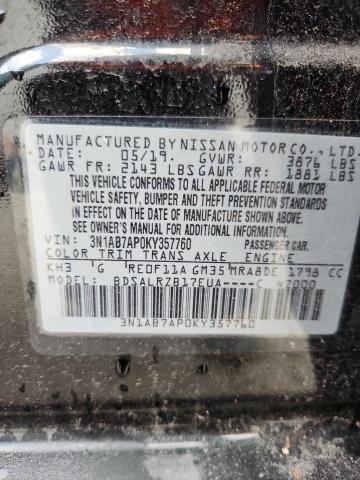 MANUFACTURED BY NISSAN MOTOR CO., LTD.
DATE: 05/19. GVWR: 3876 LBS
GAWR FR: 2143 LBS GAWR RR: 1881 LBS
THIS VEHICLE CONFORMS TO ALL APPLICABLE FEDERAL MOTOR
VEHICLE SAFETY, BUMPER AND THEFT PREVENTION STANDARDS
IN EFFECT ON THE DATE OF MANUFACTURE SHOWN ABOVE.
SEE OWNER'S MANUAL OR FOR ADDITIONAL INFORMATION.
VIN: 3N1AB7AP0KY357760 PASSENGER CAR.
COLOR TRIM TRANS AXLE ENGINE
KH3 G RE0F11A GM35 MRA8DE 1798 CC
MODEL: BDSALRZB17EUA----C 47000
3N1AB7AP0KY357760